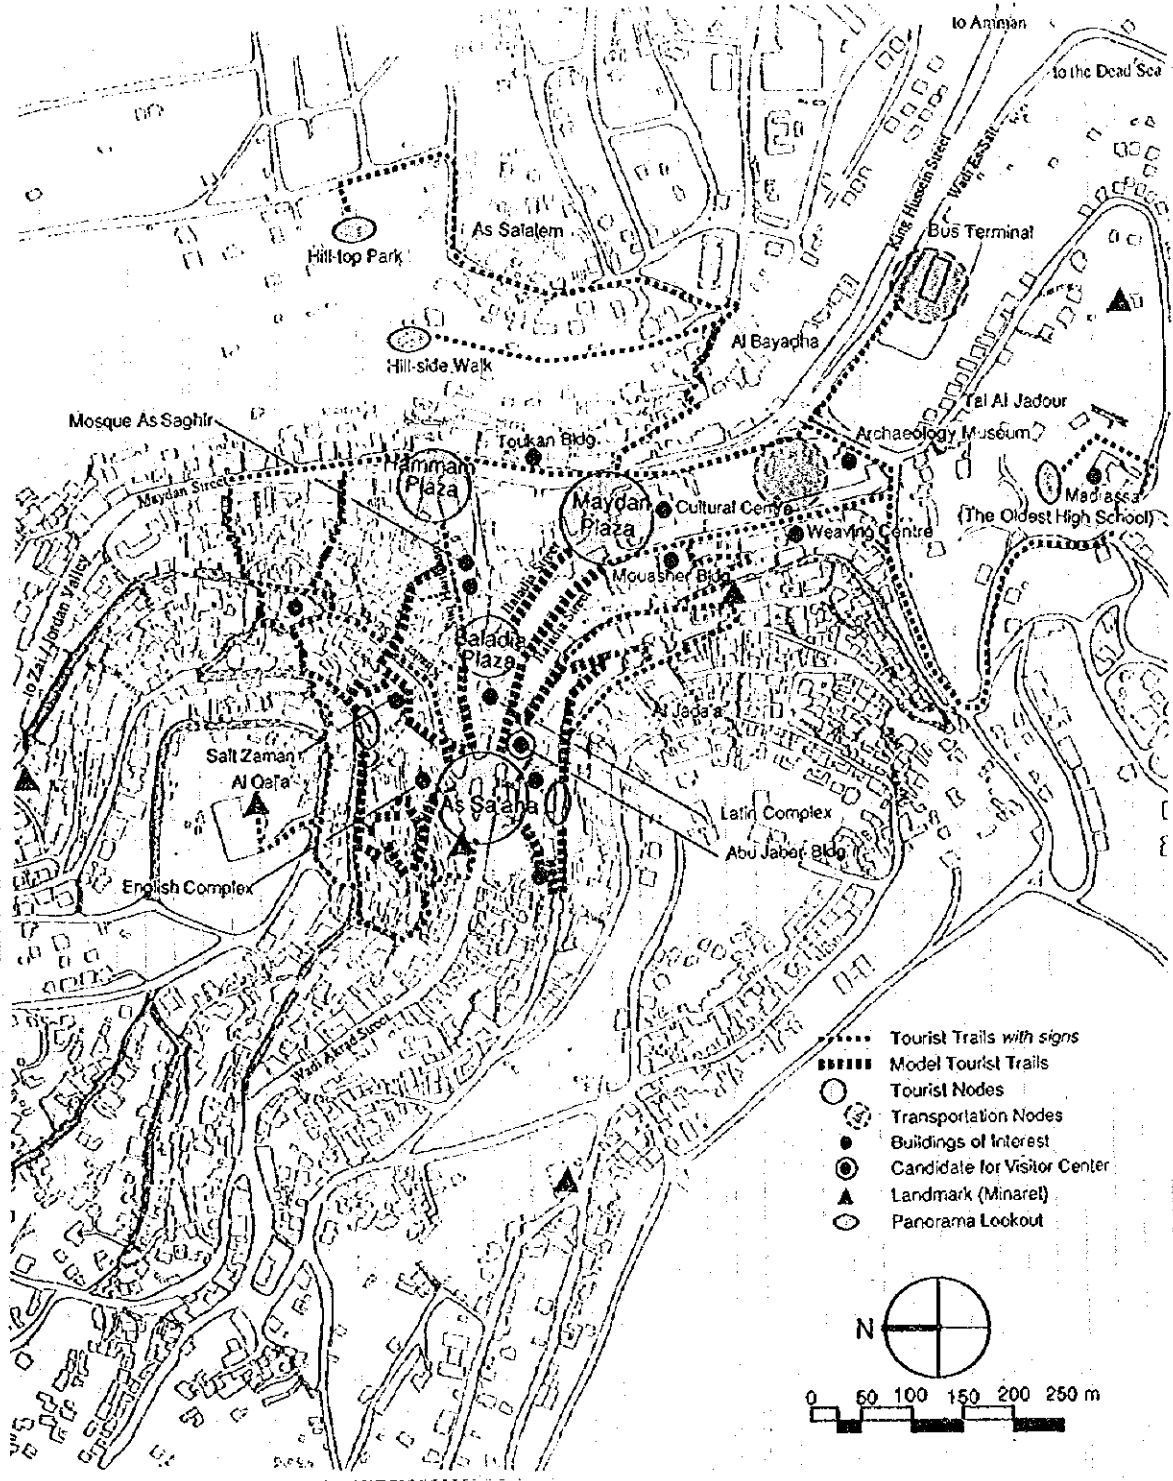 to Amman
to the Dead Sea
King Hussein Street
Wadi Es-Salt
Bus Terminal
As Salalem
Hill-top Park
Al Bayadha
Hill-side Walk
Tal Al Jadour
Mosque As Saghir
Toukan Bldg.
Archaeology Museum
Hammam
Plaza
Maydan Street
Maydan
Plaza
Cultural Centre
Madrassa
(The Oldest High School)
Weaving Centre
Mouasher Bldg.
to Zai / Jordan Valley
Baladia
Plaza
Al Jada'a
Salt Zaman
Al Qal'a
As Sa'aha
Latin Complex
Abu Jaber Bldg.
English Complex
Wadi Akrad Street
Tourist Trails with signs
Model Tourist Trails
Tourist Nodes
Transportation Nodes
Buildings of Interest
Candidate for Visitor Center
Landmark (Minaret)
Panorama Lookout
N
0 50 100 150 200 250 m